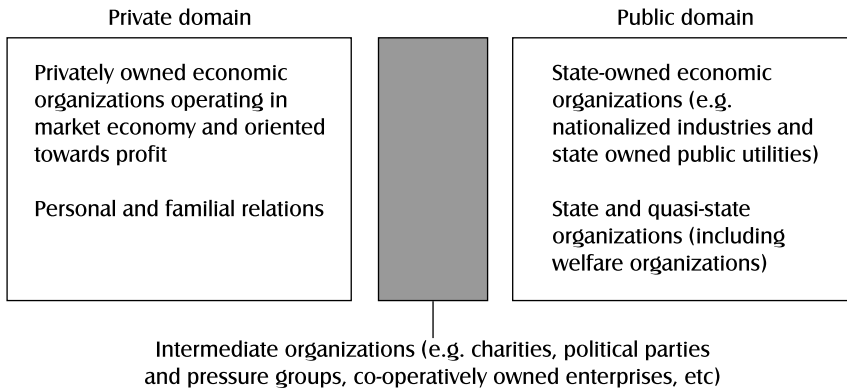 Private domain
Public domain
Privately owned economic
organizations operating in
market economy and oriented
towards profit
Personal and familial relations
State-owned economic
organizations (e.g.
nationalized industries and
state owned public utilities)
State and quasi-state
organizations (including
welfare organizations)
Intermediate organizations (e.g. charities, political parties
and pressure groups, co-operatively owned enterprises, etc)